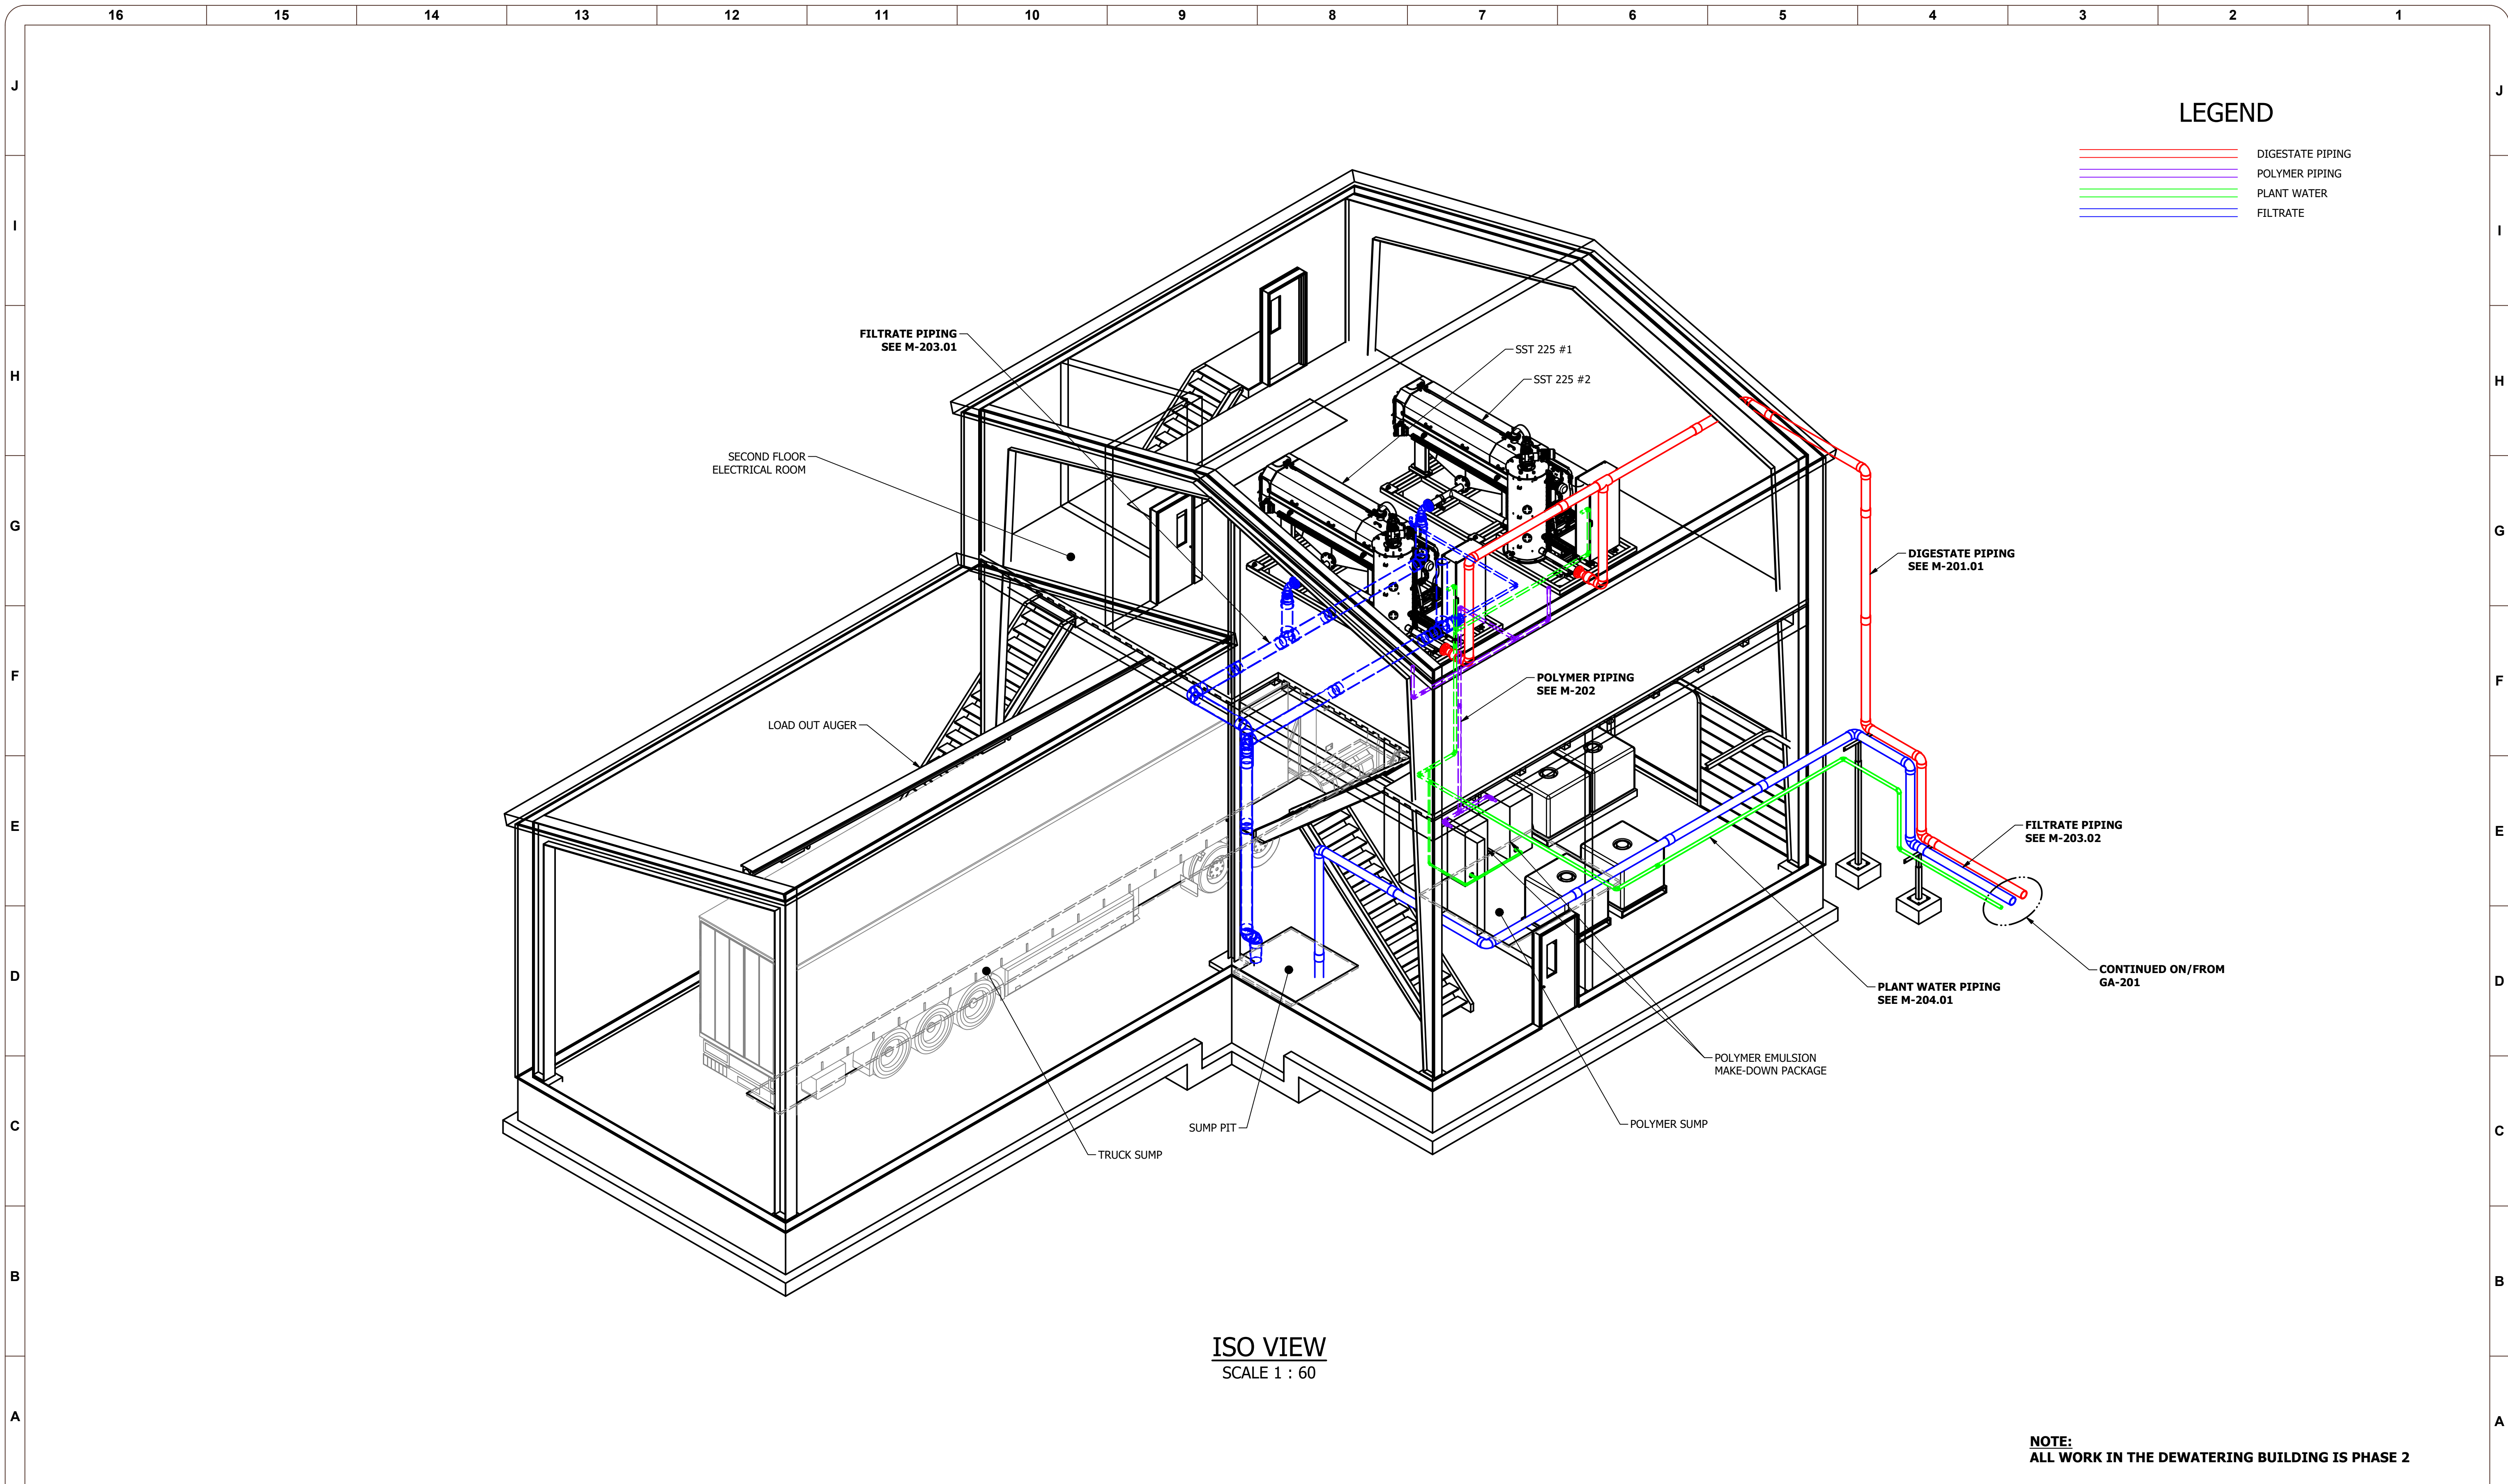 16 15 14 13 12 11 10 9 8 7 6 5 4 3 2 1
J J
LEGEND
DIGESTATE PIPING
POLYMER PIPING
PLANT WATER
FILTRATE
I I
FILTRATE PIPING
SEE M-203.01
SST 225 #1
SST 225 #2
H H
SECOND FLOOR
ELECTRICAL ROOM
G G
DIGESTATE PIPING
SEE M-201.01
POLYMER PIPING
SEE M-202
F F
LOAD OUT AUGER
E E
FILTRATE PIPING
SEE M-203.02
CONTINUED ON/FROM
GA-201
D D
PLANT WATER PIPING
SEE M-204.01
POLYMER EMULSION
MAKE-DOWN PACKAGE
POLYMER SUMP
SUMP PIT
C C
TRUCK SUMP
B B
ISO VIEW
SCALE 1 : 60
A A
NOTE:
ALL WORK IN THE DEWATERING BUILDING IS PHASE 2